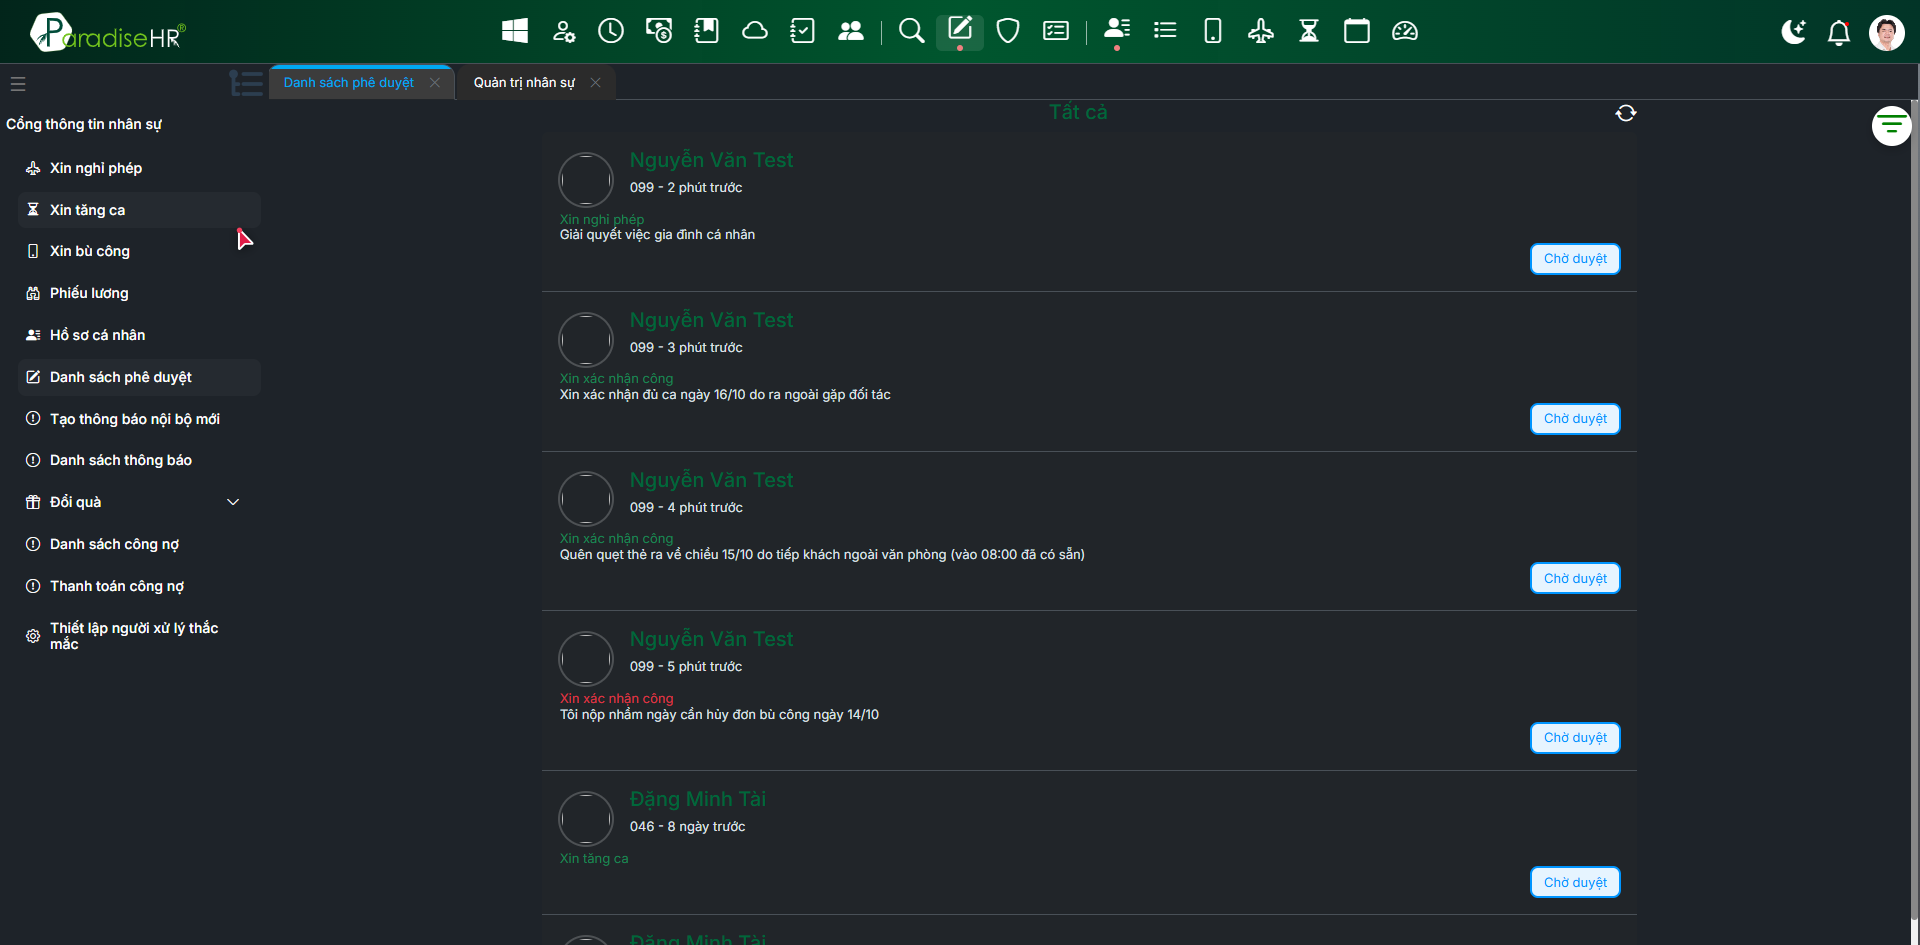 ParadiseHR®
Danh sách phê duyệt
Quản trị nhân sự
Cổng thông tin nhân sự
Xin nghỉ phép
Xin tăng ca
Xin bù công
Phiếu lương
Hồ sơ cá nhân
Danh sách phê duyệt
Tạo thông báo nội bộ mới
Danh sách thông báo
Đổi quà
Danh sách công nợ
Thanh toán công nợ
Thiết lập người xử lý thắc
mắc
Tất cả
Nguyễn Văn Test
099 - 2 phút trước
Xin nghỉ phép
Giải quyết việc gia đình cá nhân
Chờ duyệt
Nguyễn Văn Test
099 - 3 phút trước
Xin xác nhận công
Xin xác nhận đủ ca ngày 16/10 do ra ngoài gặp đối tác
Chờ duyệt
Nguyễn Văn Test
099 - 4 phút trước
Xin xác nhận công
Quên quẹt thẻ ra về chiều 15/10 do tiếp khách ngoài văn phòng (vào 08:00 đã có sẵn)
Chờ duyệt
Nguyễn Văn Test
099 - 5 phút trước
Xin xác nhận công
Tôi nộp nhầm ngày cần hủy đơn bù công ngày 14/10
Chờ duyệt
Đặng Minh Tài
046 - 8 ngày trước
Xin tăng ca
Chờ duyệt
Đặng Minh Tài